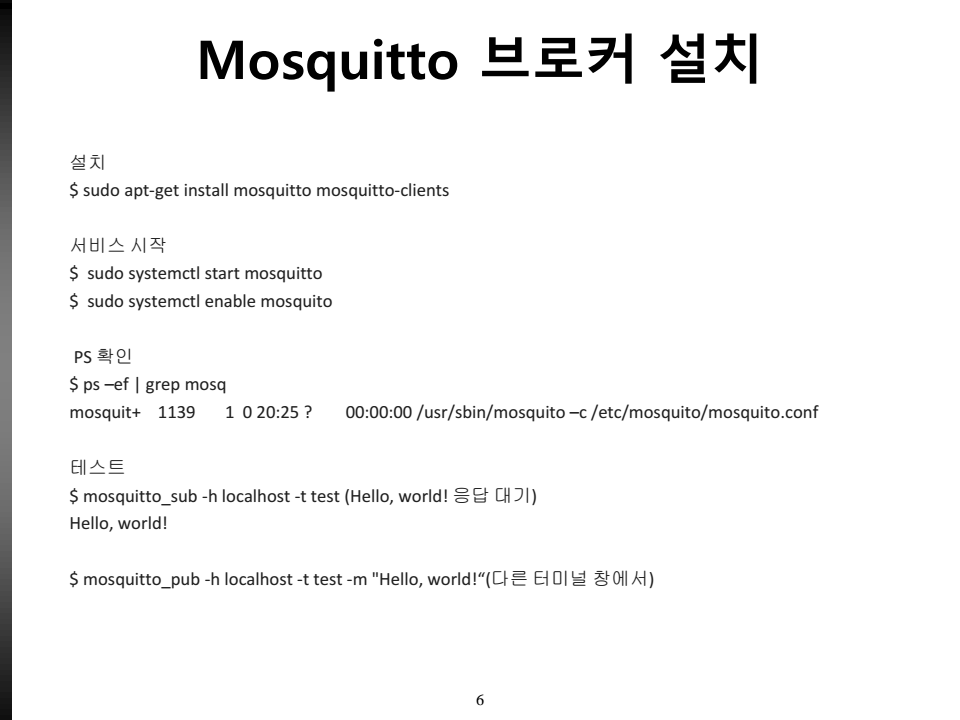 Mosquitto 브로커 설치
설치
$ sudo apt-get install mosquitto mosquitto-clients
서비스 시작
$  sudo systemctl start mosquitto
$  sudo systemctl enable mosquito
PS 확인
$ ps –ef | grep mosq
mosquit+    1139       1  0 20:25 ?        00:00:00 /usr/sbin/mosquito –c /etc/mosquito/mosquito.conf
테스트
$ mosquitto_sub -h localhost -t test (Hello, world! 응답 대기)
Hello, world!
$ mosquitto_pub -h localhost -t test -m "Hello, world!“(다른 터미널 창에서)
6